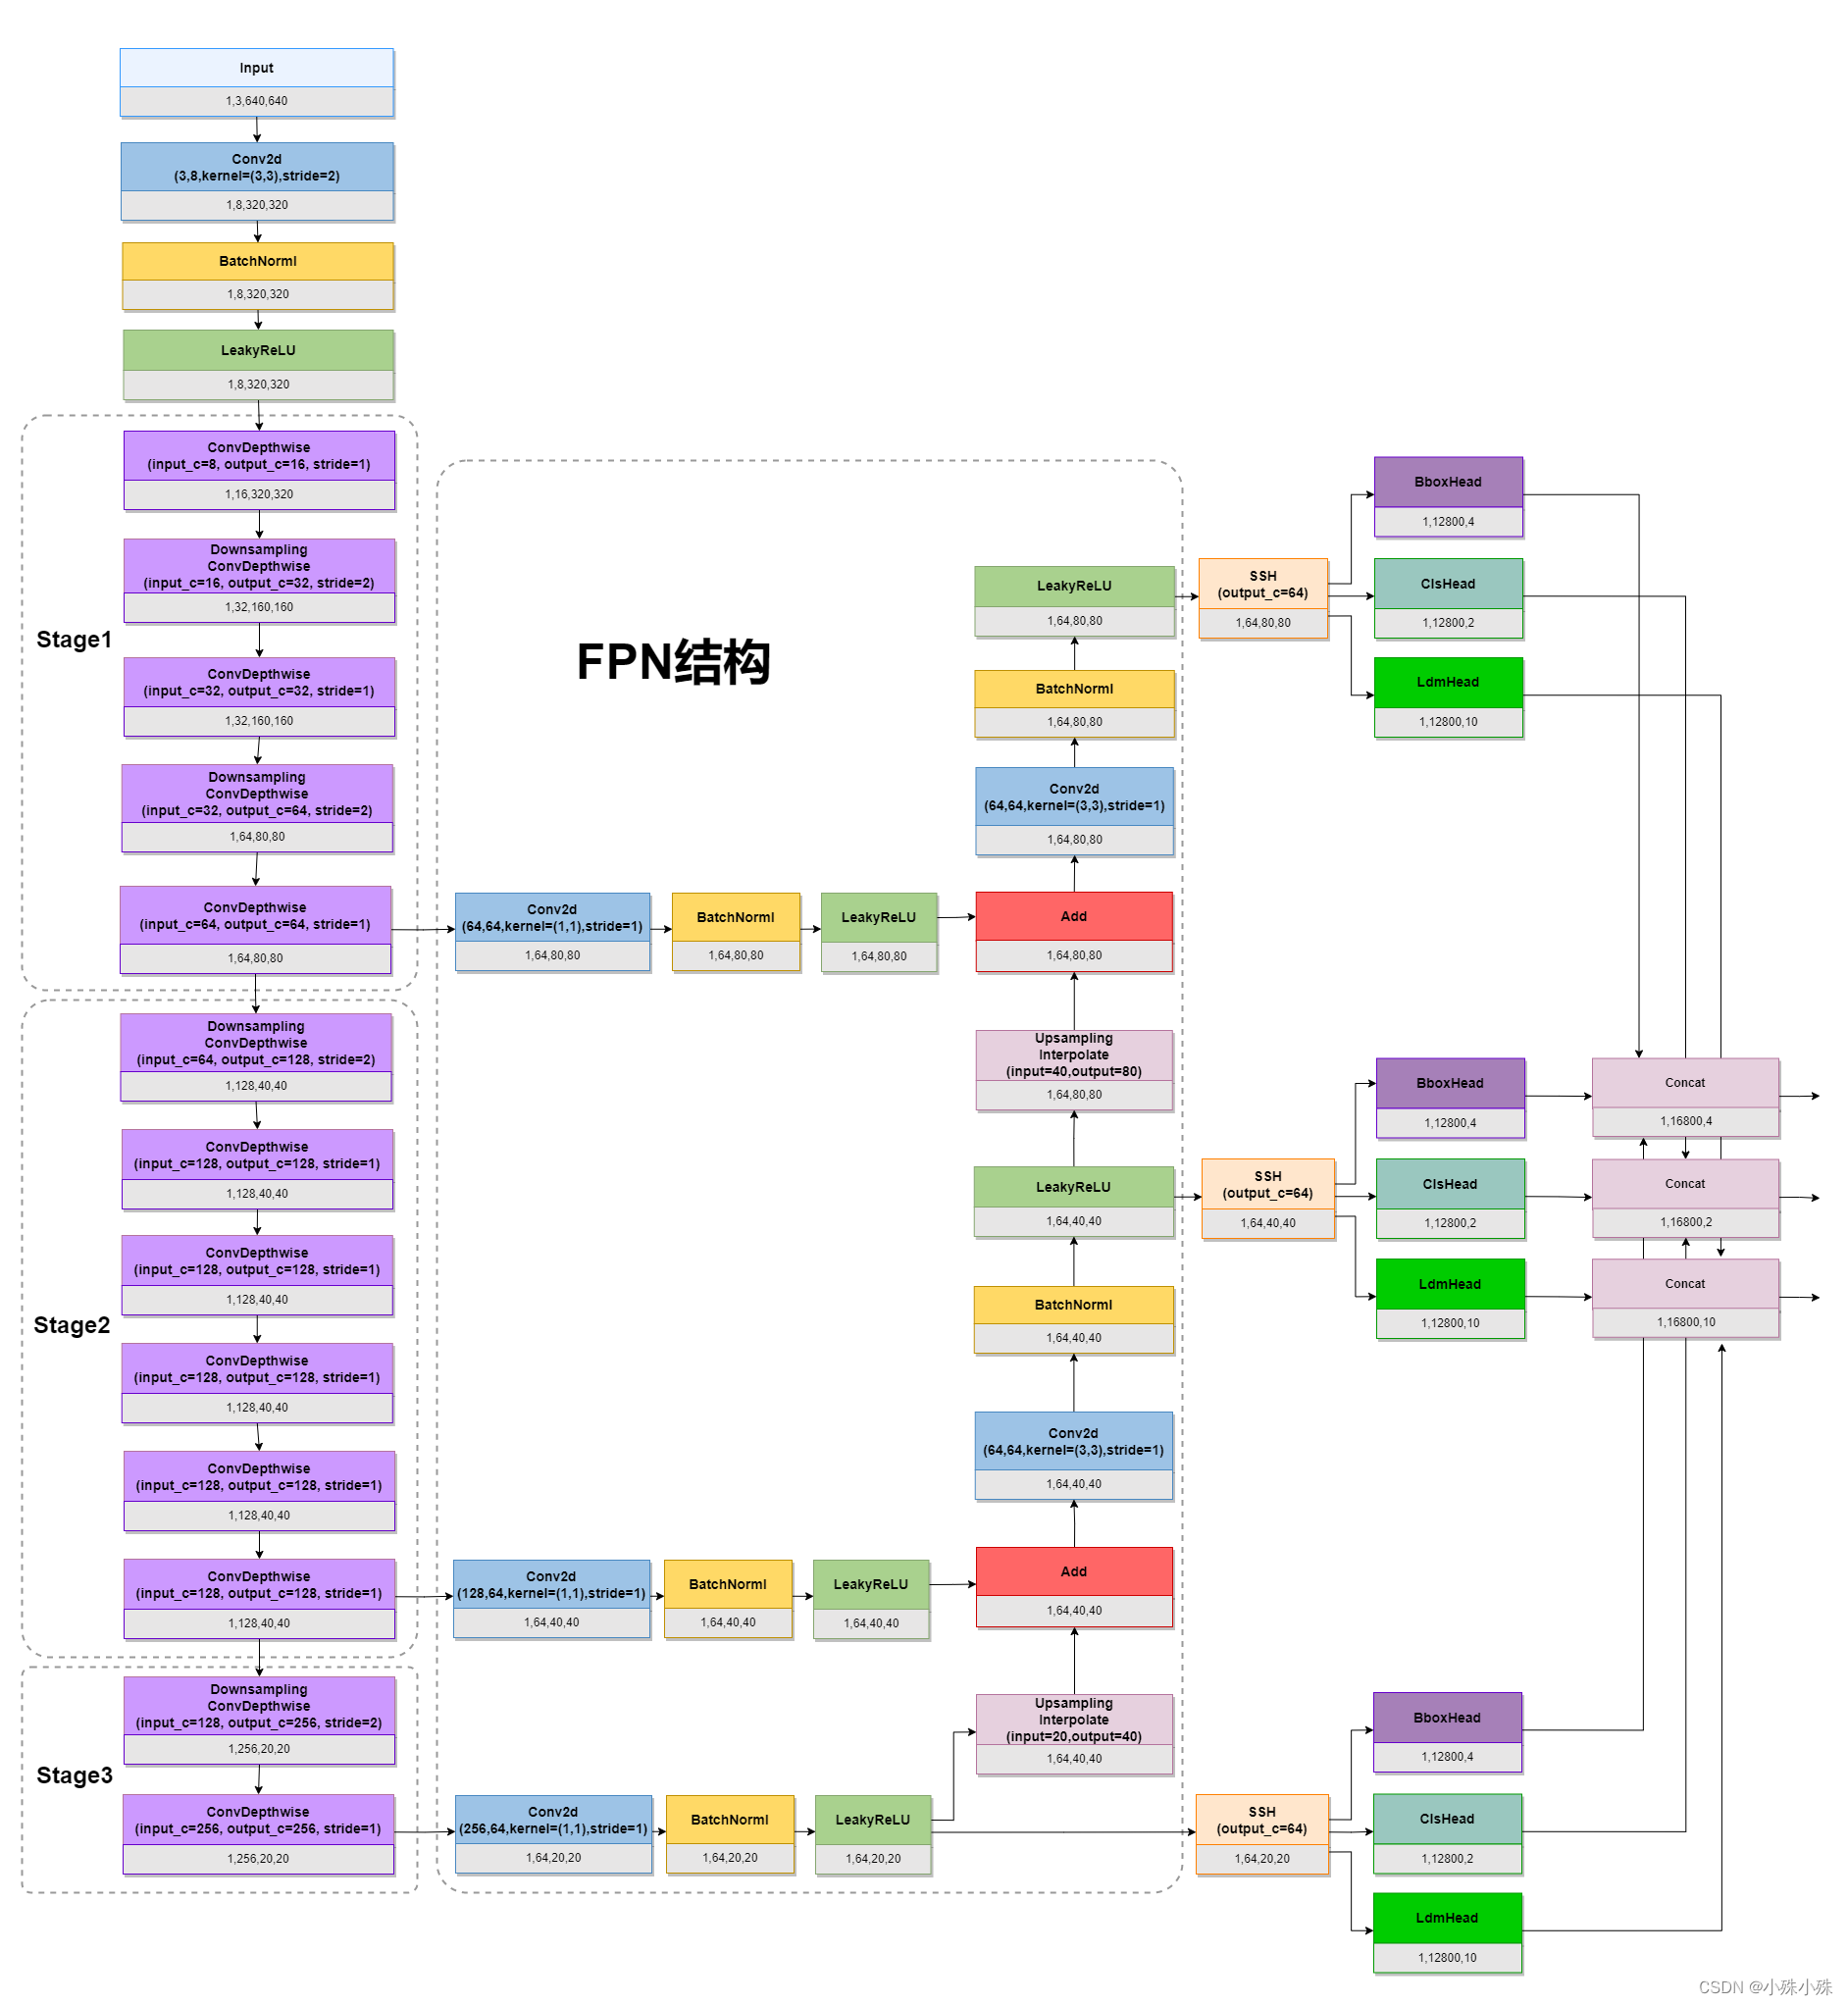 Input
1,3,640,640
Conv2d
(3,8,kernel=(3,3),stride=2)
1,8,320,320
BatchNorml
1,8,320,320
LeakyReLU
1,8,320,320
Stage1
ConvDepthwise
(input_c=8, output_c=16, stride=1)
1,16,320,320
Downsampling
ConvDepthwise
(input_c=16, output_c=32, stride=2)
1,32,160,160
ConvDepthwise
(input_c=32, output_c=32, stride=1)
1,32,160,160
Downsampling
ConvDepthwise
(input_c=32, output_c=64, stride=2)
1,64,80,80
ConvDepthwise
(input_c=64, output_c=64, stride=1)
1,64,80,80
Stage2
Downsampling
ConvDepthwise
(input_c=64, output_c=128, stride=2)
1,128,40,40
ConvDepthwise
(input_c=128, output_c=128, stride=1)
1,128,40,40
ConvDepthwise
(input_c=128, output_c=128, stride=1)
1,128,40,40
ConvDepthwise
(input_c=128, output_c=128, stride=1)
1,128,40,40
ConvDepthwise
(input_c=128, output_c=128, stride=1)
1,128,40,40
ConvDepthwise
(input_c=128, output_c=128, stride=1)
1,128,40,40
Stage3
Downsampling
ConvDepthwise
(input_c=128, output_c=256, stride=2)
1,256,20,20
ConvDepthwise
(input_c=256, output_c=256, stride=1)
1,256,20,20
FPN结构
LeakyReLU
1,64,80,80
BatchNorml
1,64,80,80
Conv2d
(64,64,kernel=(3,3),stride=1)
1,64,80,80
Conv2d
(64,64,kernel=(1,1),stride=1)
1,64,80,80
BatchNorml
1,64,80,80
LeakyReLU
1,64,80,80
Add
1,64,80,80
Upsampling
Interpolate
(input=40,output=80)
1,64,80,80
LeakyReLU
1,64,40,40
BatchNorml
1,64,40,40
Conv2d
(64,64,kernel=(3,3),stride=1)
1,64,40,40
Conv2d
(128,64,kernel=(1,1),stride=1)
1,64,40,40
BatchNorml
1,64,40,40
LeakyReLU
1,64,40,40
Add
1,64,40,40
Upsampling
Interpolate
(input=20,output=40)
1,64,40,40
Conv2d
(256,64,kernel=(1,1),stride=1)
1,64,20,20
BatchNorml
1,64,20,20
LeakyReLU
1,64,20,20
SSH
(output_c=64)
1,64,80,80
BboxHead
1,12800,4
ClsHead
1,12800,2
LdmHead
1,12800,10
SSH
(output_c=64)
1,64,40,40
BboxHead
1,12800,4
ClsHead
1,12800,2
LdmHead
1,12800,10
Concat
1,16800,4
Concat
1,16800,2
Concat
1,16800,10
SSH
(output_c=64)
1,64,20,20
BboxHead
1,12800,4
ClsHead
1,12800,2
LdmHead
1,12800,10
CSDN @小殊小殊